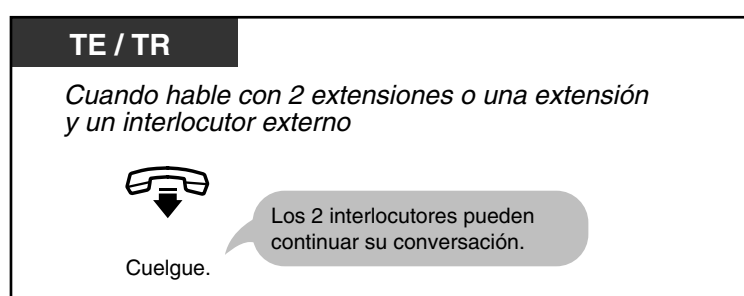 TE / TR
Cuando hable con 2 extensiones o una extensión
y un interlocutor externo
Los 2 interlocutores pueden
continuar su conversación.
Cuelgue.